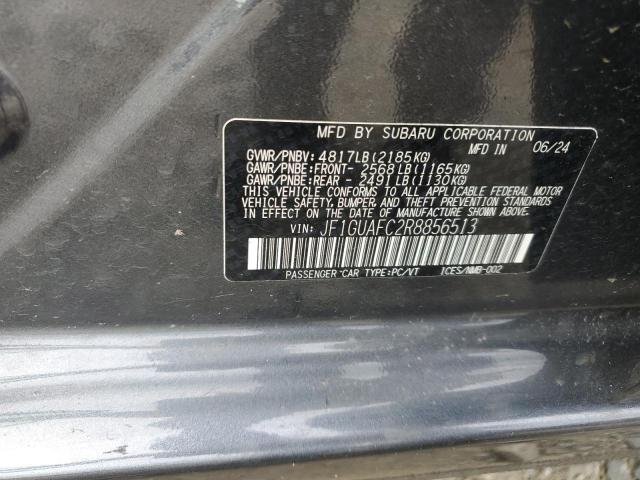 MFD BY SUBARU CORPORATION
MFD IN 06/24
GVWR/PNBV: 4817LB(2185KG)
GAWR/PNBE:FRONT- 2568LB(1165KG)
GAWR/PNBE:REAR - 2491LB(1130KG)
THIS VEHICLE CONFORMS TO ALL APPLICABLE FEDERAL MOTOR
VEHICLE SAFETY, BUMPER, AND THEFT PREVENTION STANDARDS
IN EFFECT ON THE DATE OF MANUFACTURE SHOWN ABOVE.
VIN: JF1GUAFC2R8856513
PASSENGER CAR TYPE:PC/VT ICES/NMB-002